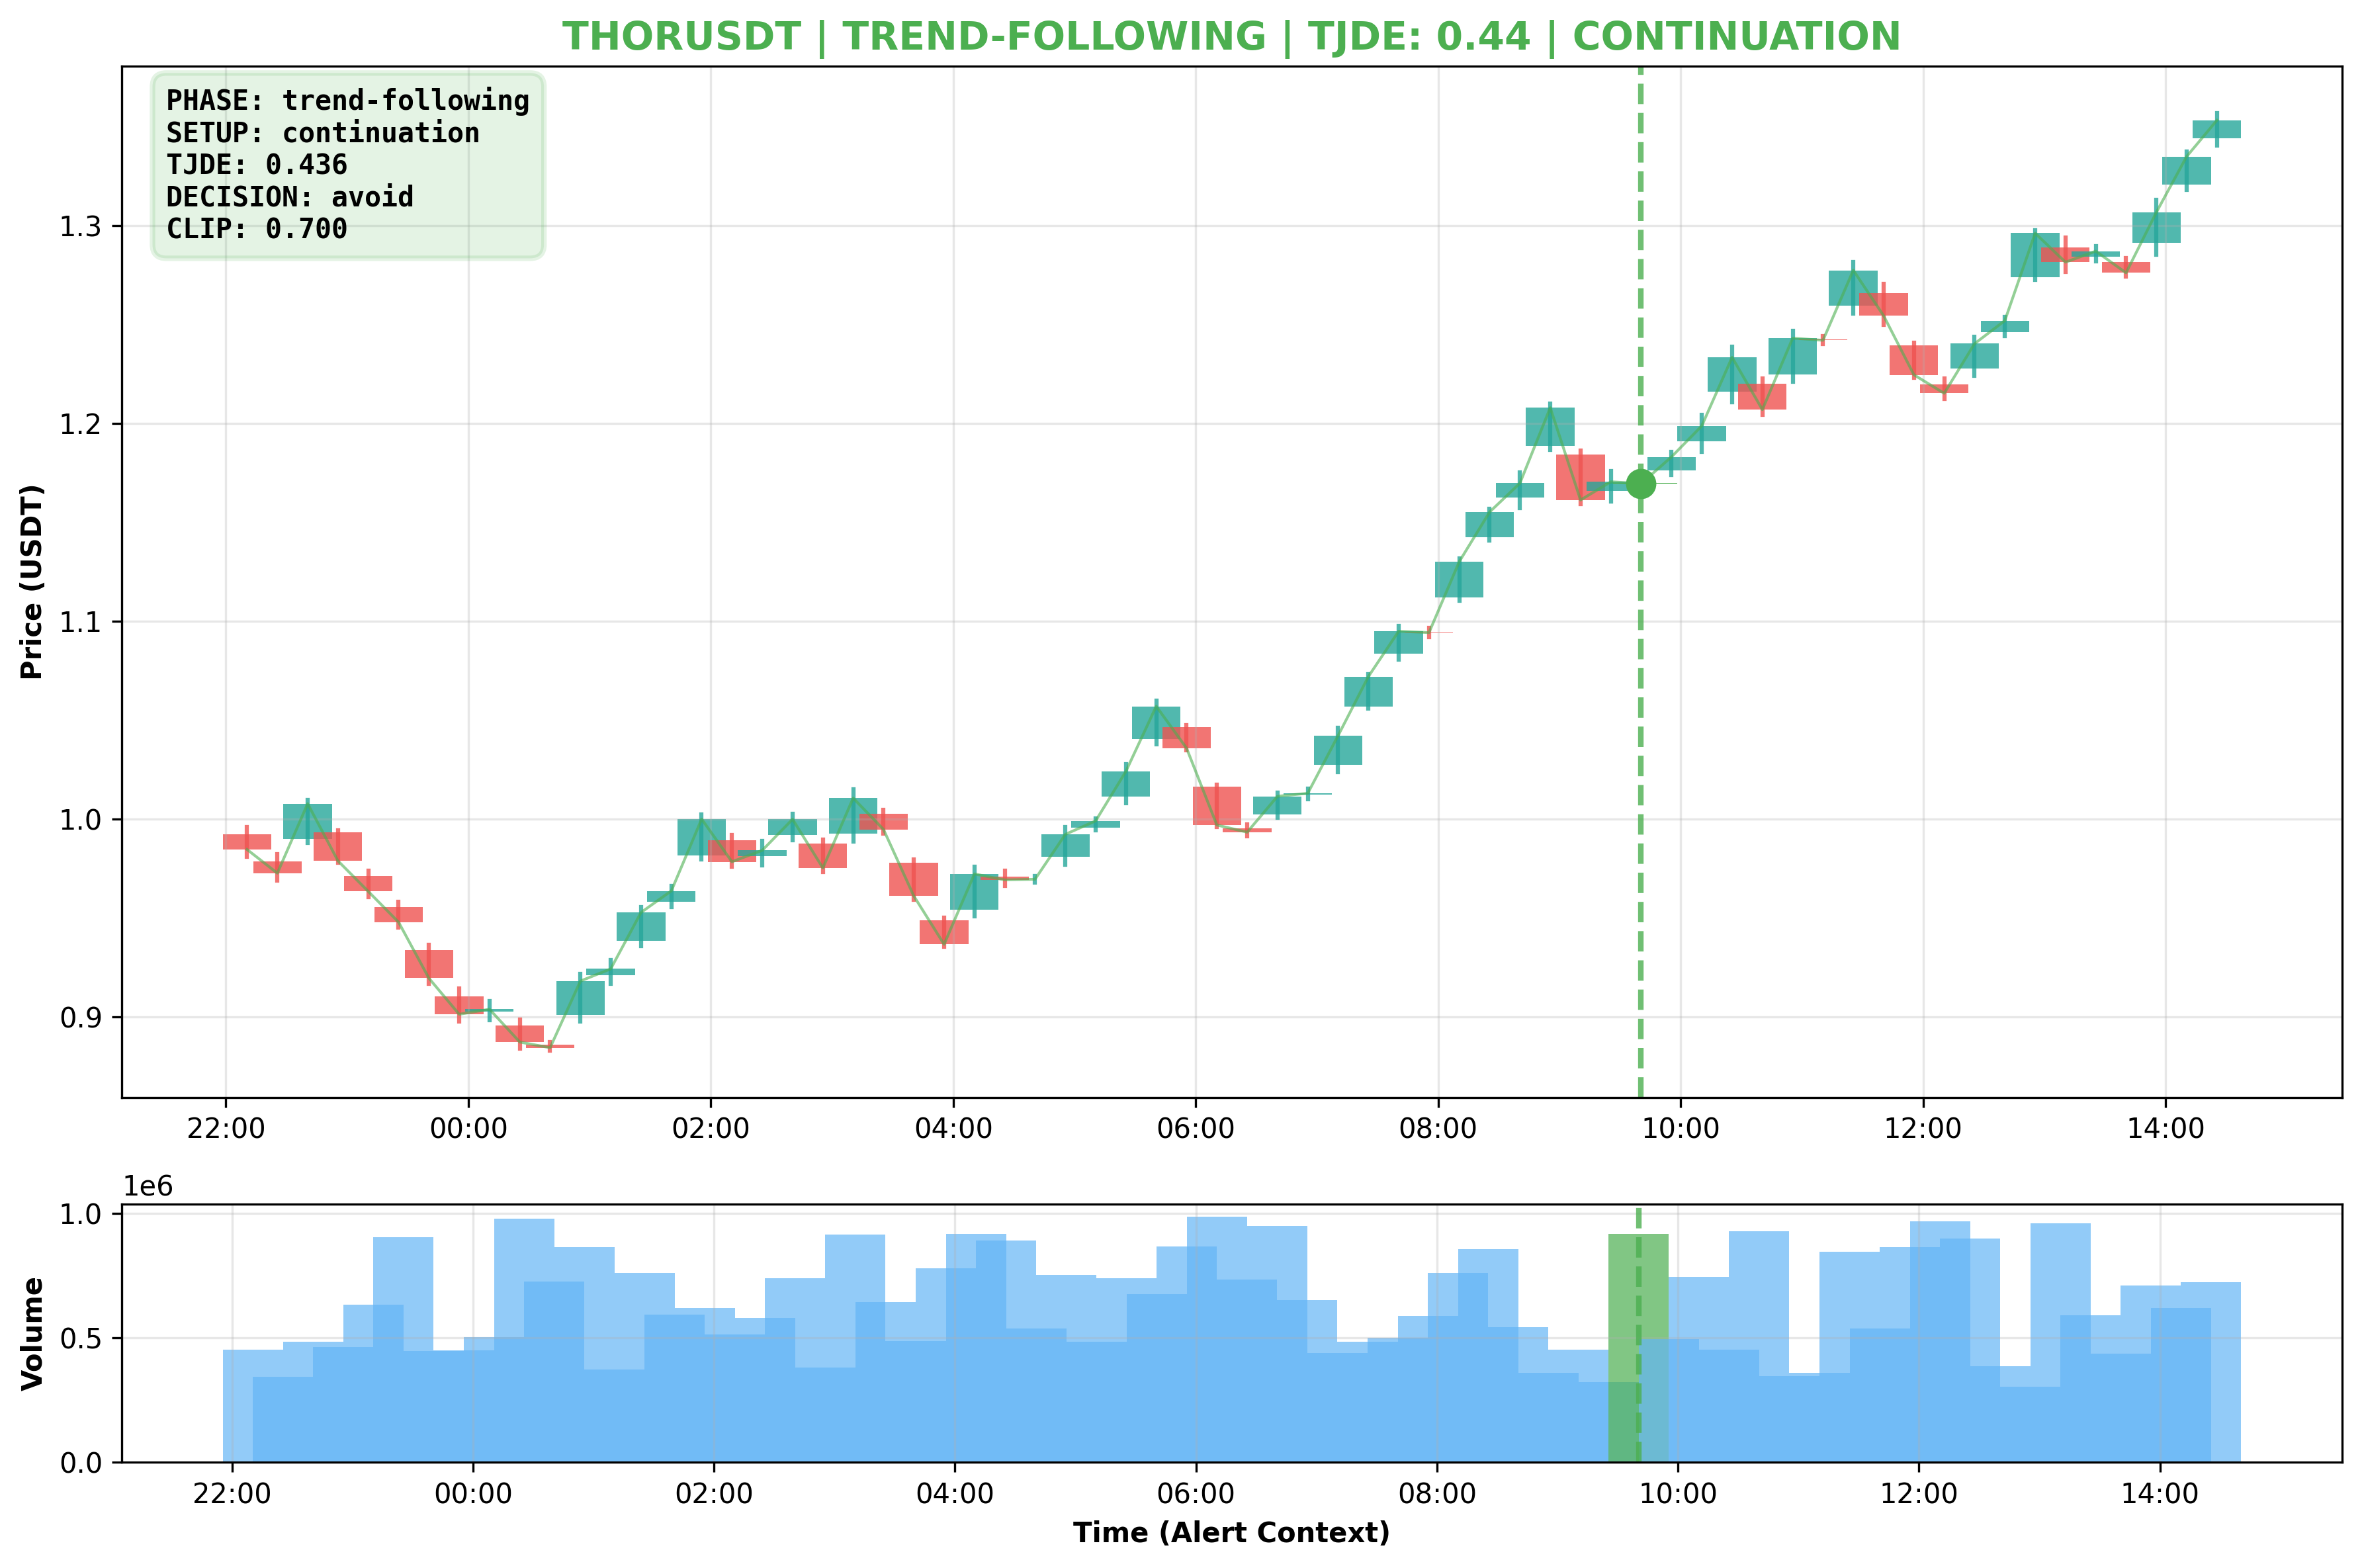 THORUSDT | TREND-FOLLOWING | TJDE: 0.44 | CONTINUATION
PHASE: trend-following
SETUP: continuation
TJDE: 0.436
DECISION: avoid
CLIP: 0.700
Price (USDT)
1.3
1.2
1.1
1.0
0.9
22:00 00:00 02:00 04:00 06:00 08:00 10:00 12:00 14:00
1e6
Volume
1.0
0.5
0.0
22:00 00:00 02:00 04:00 06:00 08:00 10:00 12:00 14:00
Time (Alert Context)